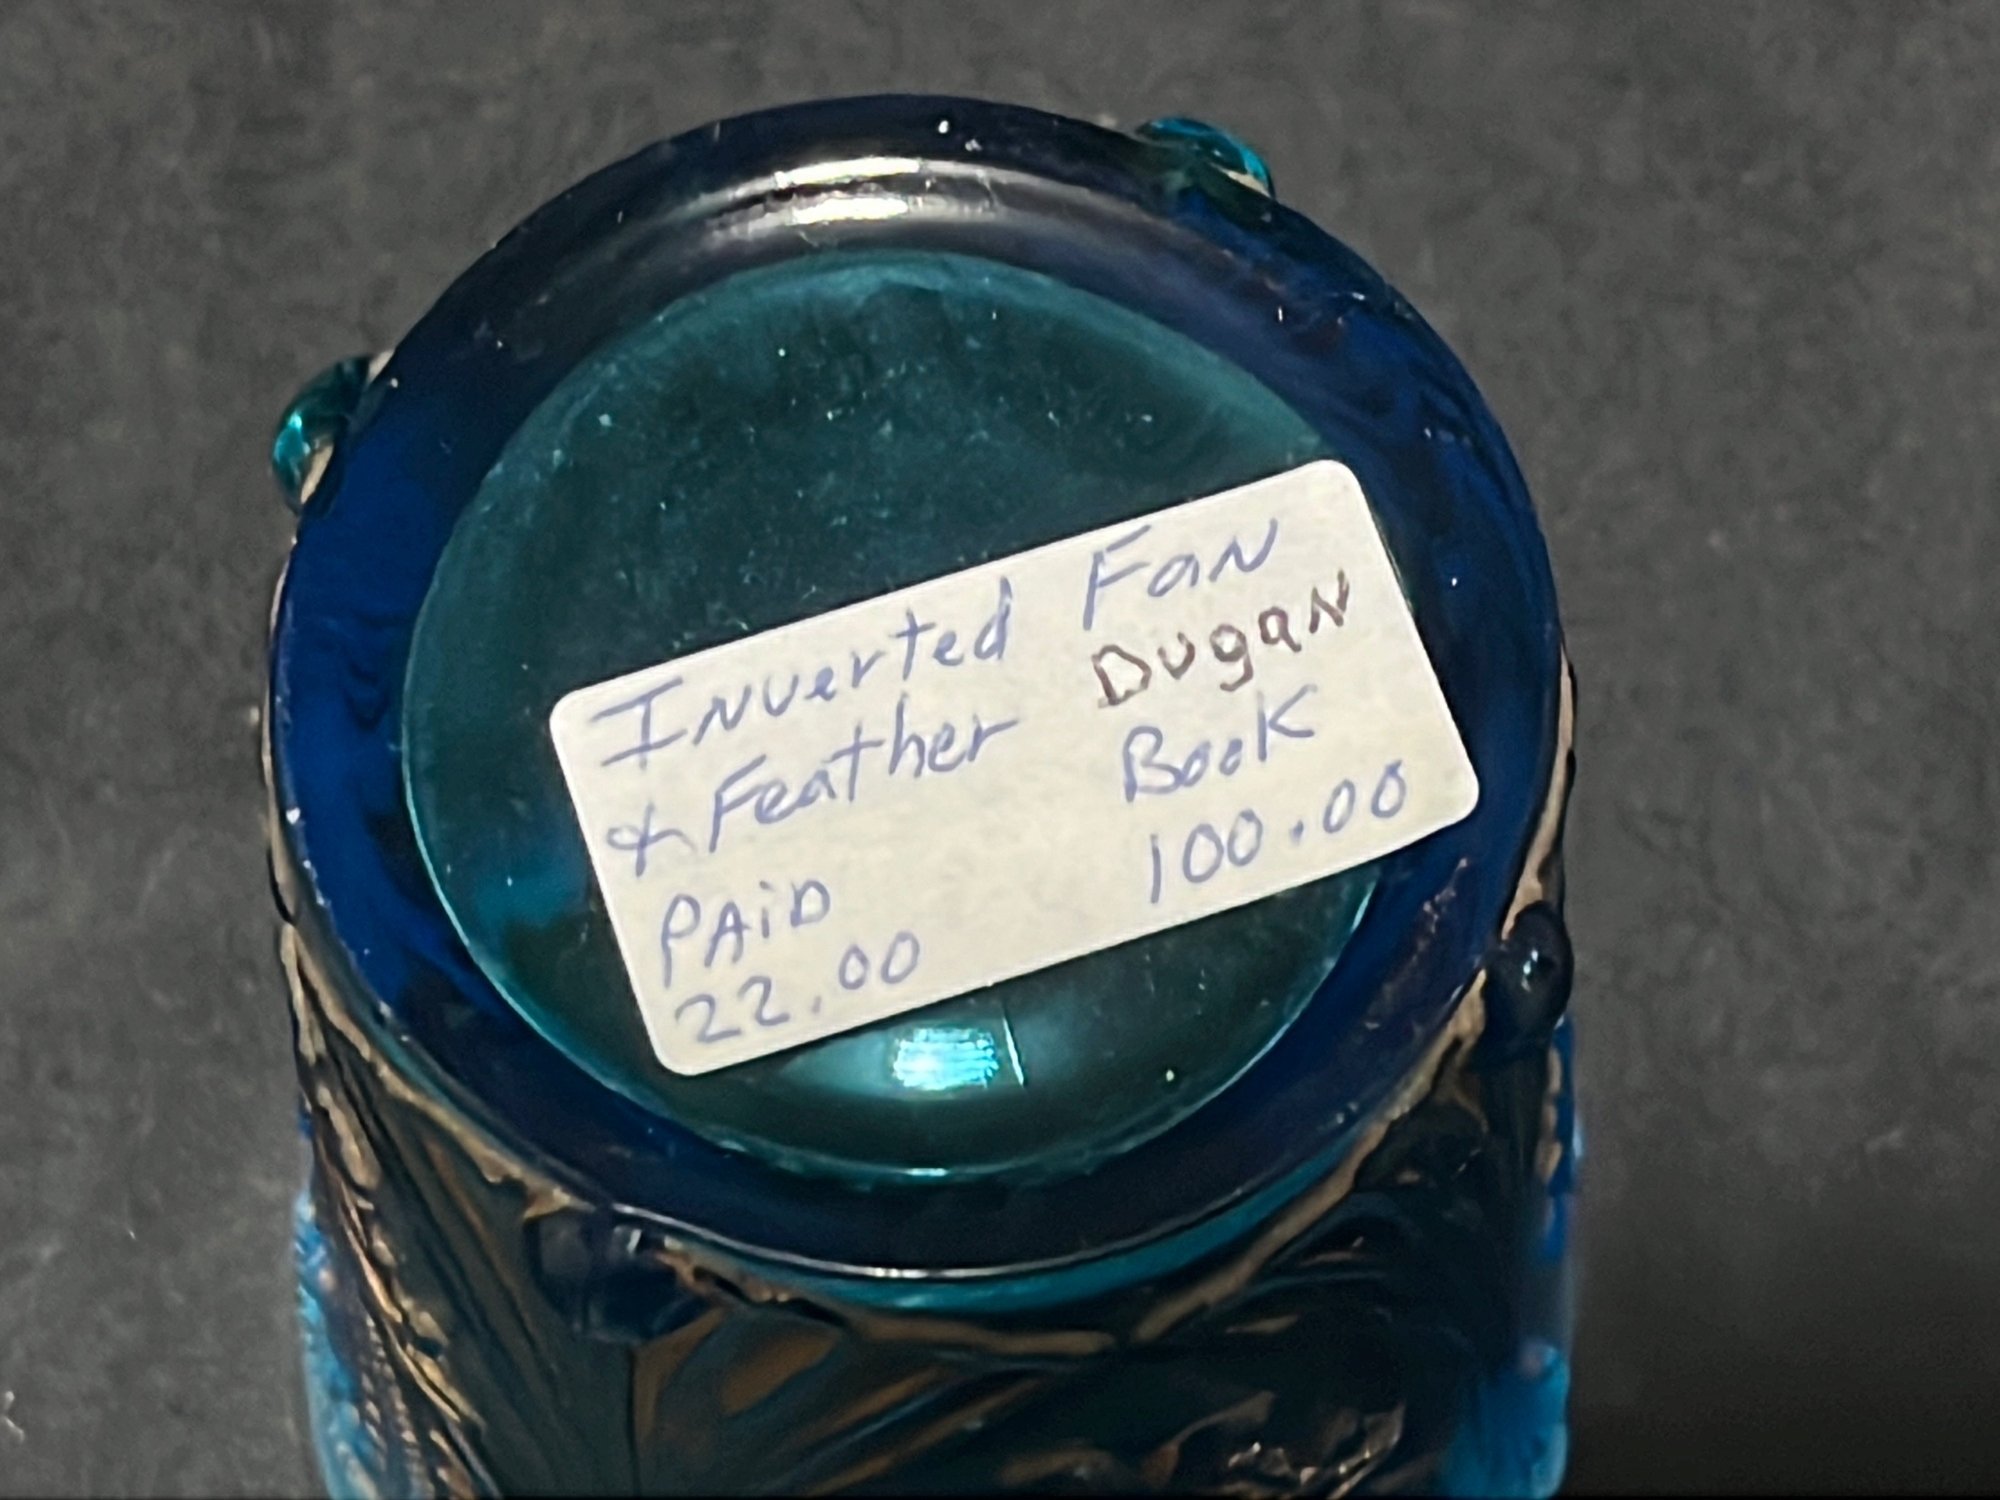 Inverted Fan
& Feather Dugan
PAiD Book
22.00 100.00